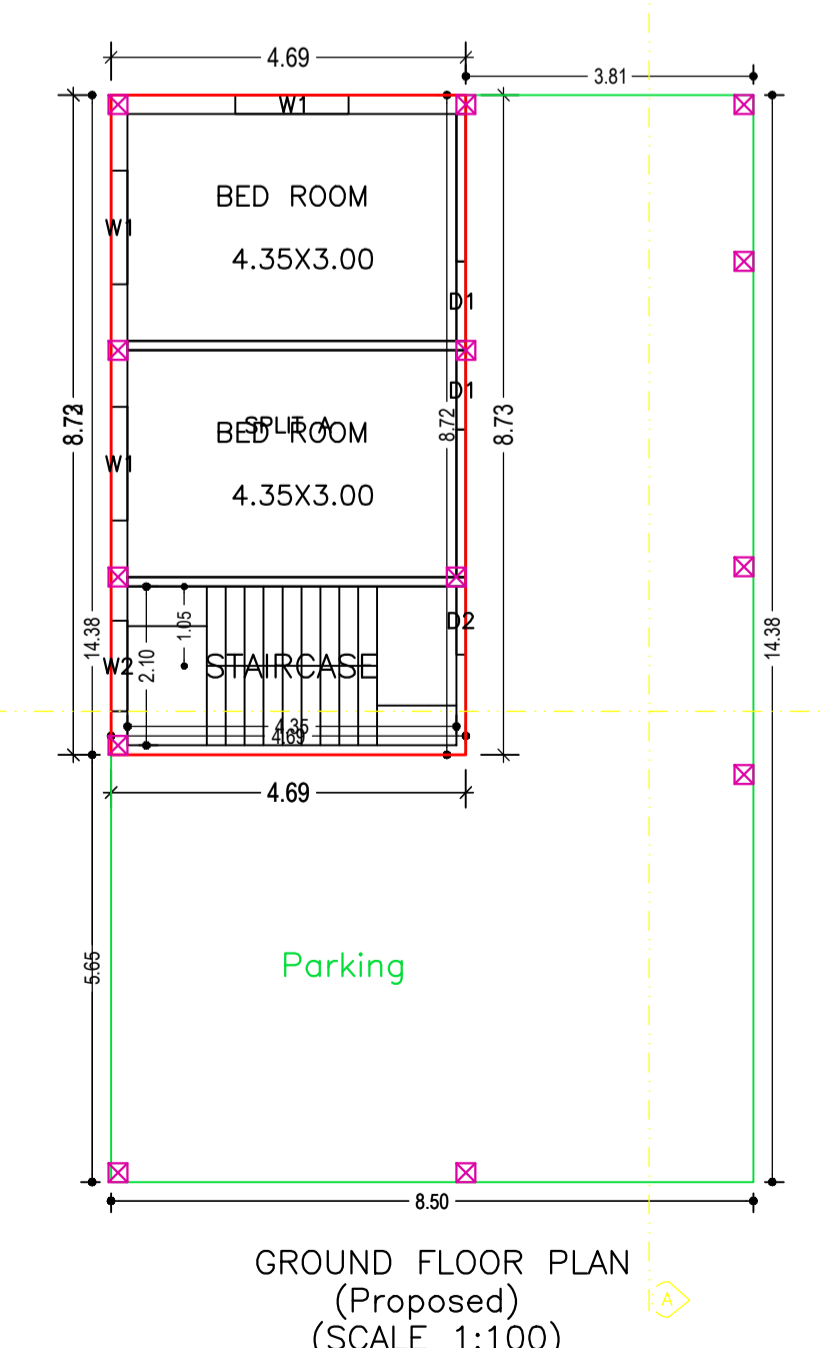 4.69
3.81
W1
BED ROOM
W1
4.35X3.00
D1
D1
8.72
8.72
8.73
SPLIT A
BED ROOM
W1
4.35X3.00
14.38
1.05
D2
14.38
2.10
W2
STAIRCASE
4.35
4.69
4.69
5.65
Parking
8.50
GROUND FLOOR PLAN
(Proposed)
A
(SCALE 1:100)